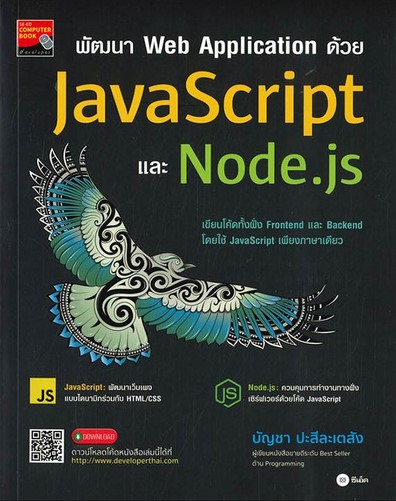 SE-ED
COMPUTER
BOOK
พัฒนา Web Application ด้วย
JavaScript
และ Node.js
เขียนโค้ดทั้งฝั่ง Frontend และ Backend
โดยใช้ JavaScript เพียงภาษาเดียว
JS
JavaScript: พัฒนาเว็บเพจ
แบบไดนามิกร่วมกับ HTML/CSS
JS
Node.js: ควบคุมการทำงานทางฝั่ง
เซิร์ฟเวอร์ด้วยโค้ด JavaScript
DOWNLOAD
ดาวน์โหลดโค้ดหนังสือเล่มนี้ได้ที่
http://www.developerthai.com
บัญชา ปะสีละเตสัง
ผู้เขียนหนังสือขายดีระดับ Best Seller
ด้าน Programming
ซีเอ็ด